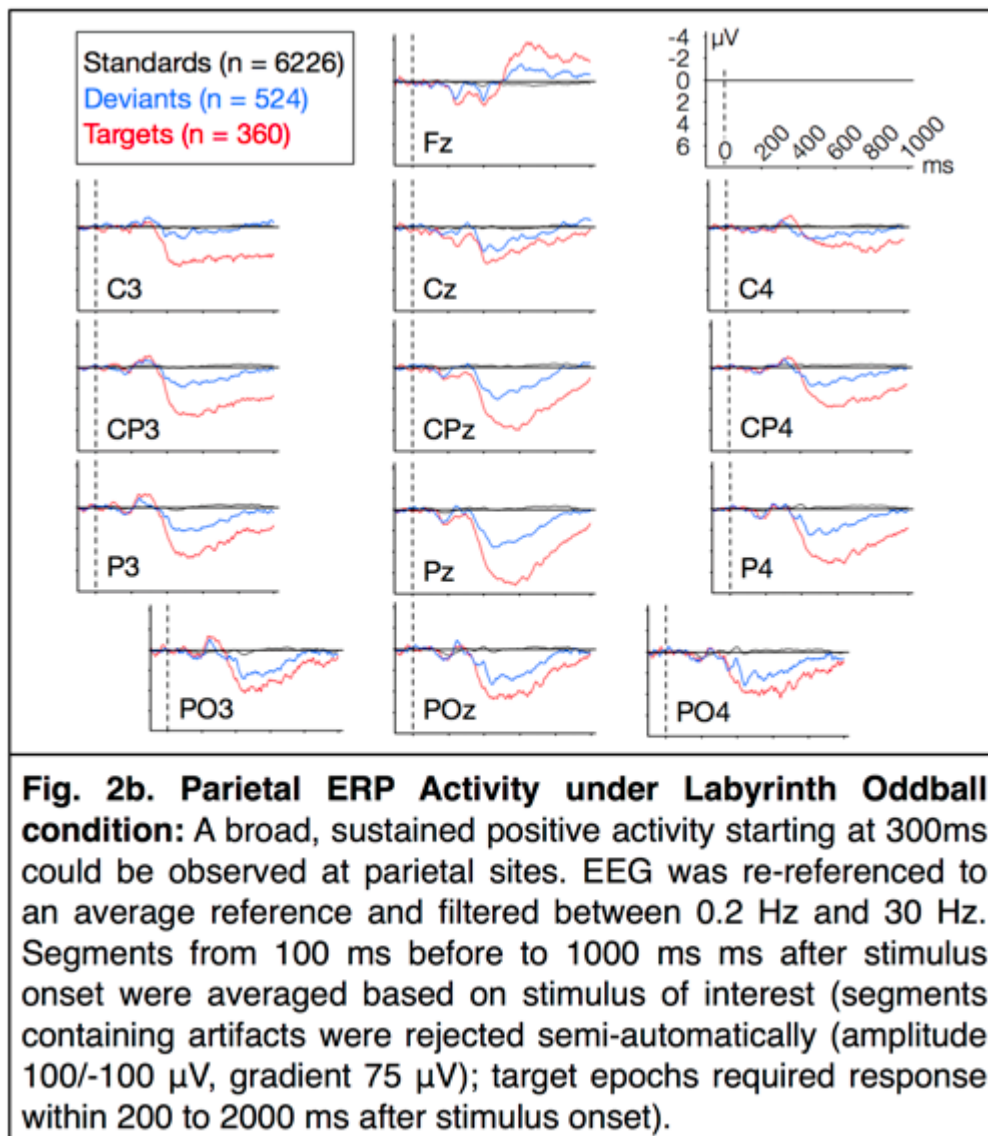 Standards (n = 6226)
Deviants (n = 524)
Targets (n = 360)
Fz
-4
-2
0
2
4
6
µV
0
200
400
600
800
1000
ms
C3
Cz
C4
CP3
CPz
CP4
P3
Pz
P4
PO3
POz
PO4
Fig. 2b. Parietal ERP Activity under Labyrinth Oddball
condition: A broad, sustained positive activity starting at 300ms
could be observed at parietal sites. EEG was re-referenced to
an average reference and filtered between 0.2 Hz and 30 Hz.
Segments from 100 ms before to 1000 ms ms after stimulus
onset were averaged based on stimulus of interest (segments
containing artifacts were rejected semi-automatically (amplitude
100/-100 µV, gradient 75 µV); target epochs required response
within 200 to 2000 ms after stimulus onset).